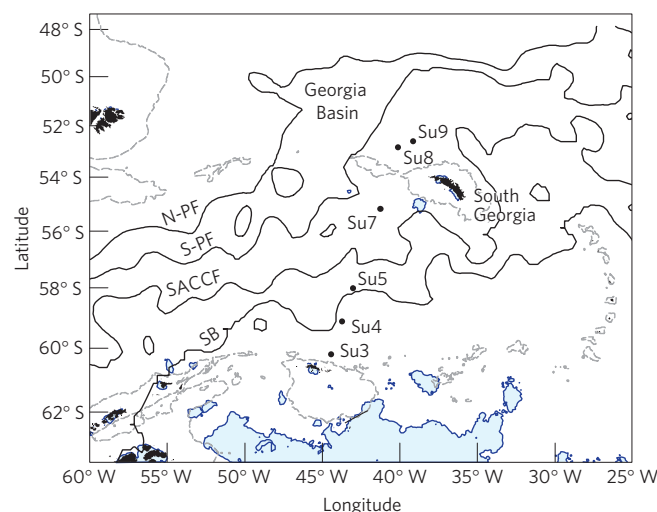 48° S
50° S
52° S
54° S
56° S
58° S
60° S
62° S
Latitude
Georgia
Basin
Su9
Su8
South
Georgia
Su7
N-PF
S-PF
SACCF
Su5
SB
Su4
Su3
60° W
55° W
50° W
45° W
40° W
35° W
30° W
25° W
Longitude